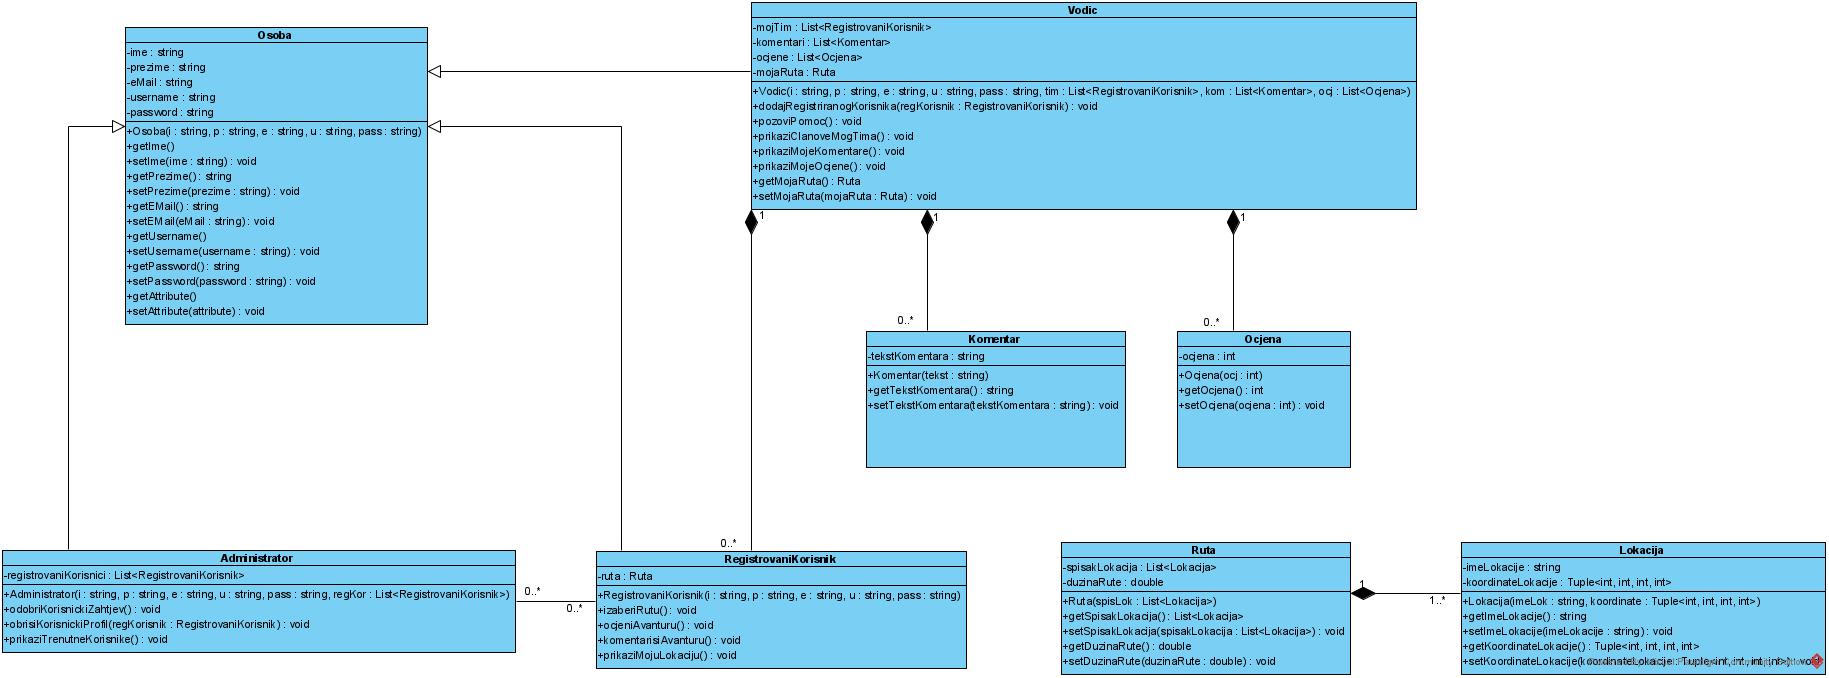 Osoba
-ime : string
-prezime : string
-eMail : string
-username : string
-password : string
+Osoba(i : string, p : string, e : string, u : string, pass : string)
+getIme()
+setIme(ime : string) : void
+getPrezime() : string
+setPrezime(prezime : string) : void
+getEMail() : string
+setEMail(eMail : string) : void
+getUsername()
+setUsername(username : string) : void
+getPassword() : string
+setPassword(password : string) : void
+getAttribute()
+setAttribute(attribute) : void
Vodic
-mojTim : List<RegistrovaniKorisnik>
-komentari : List<Komentar>
-ocjene : List<Ocjena>
-mojaRuta : Ruta
+Vodic(i : string, p : string, e : string, u : string, pass : string, tim : List<RegistrovaniKorisnik>, kom : List<Komentar>, ocj : List<Ocjena>)
+dodajRegistriranogKorisnika(regKorisnik : RegistrovaniKorisnik) : void
+pozoviPomoc() : void
+prikaziClanoveMogTima() : void
+prikaziMojeKomentare() : void
+prikaziMojeOcjene() : void
+getMojaRuta() : Ruta
+setMojaRuta(mojaRuta : Ruta) : void
1
1
1
0..*
0..*
0..*
Komentar
-tekstKomentara : string
+Komentar(tekst : string)
+getTekstKomentara() : string
+setTekstKomentara(tekstKomentara : string) : void
Ocjena
-ocjena : int
+Ocjena(ocj : int)
+getOcjena() : int
+setOcjena(ocjena : int) : void
Administrator
-registrovaniKorisnici : List<RegistrovaniKorisnik>
+Administrator(i : string, p : string, e : string, u : string, pass : string, regKor : List<RegistrovaniKorisnik>)
+odobriKorisnickiZahtjev() : void
+obrisiKorisnickiProfil(regKorisnik : RegistrovaniKorisnik) : void
+prikaziTrenutneKorisnike() : void
0..*
0..*
RegistrovaniKorisnik
-ruta : Ruta
+RegistrovaniKorisnik(i : string, p : string, e : string, u : string, pass : string)
+izaberiRutu() : void
+ocjeniAvanturu() : void
+komentarisiAvanturu() : void
+prikaziMojuLokaciju() : void
Ruta
-spisakLokacija : List<Lokacija>
-duzinaRute : double
+Ruta(spisLok : List<Lokacija>)
+getSpisakLokacija() : List<Lokacija>
+setSpisakLokacija(spisakLokacija : List<Lokacija>) : void
+getDuzinaRute() : double
+setDuzinaRute(duzinaRute : double) : void
1
1..*
Lokacija
-imeLokacije : string
-koordinateLokacije : Tuple<int, int, int, int>
+Lokacija(imeLok : string, koordinate : Tuple<int, int, int, int>)
+getImeLokacije() : string
+setImeLokacije(imeLokacije : string) : void
+getKoordinateLokacije() : Tuple<int, int, int, int>
+setKoordinateLokacije(koordinateLokacije : Tuple<int, int, int, int>) : void